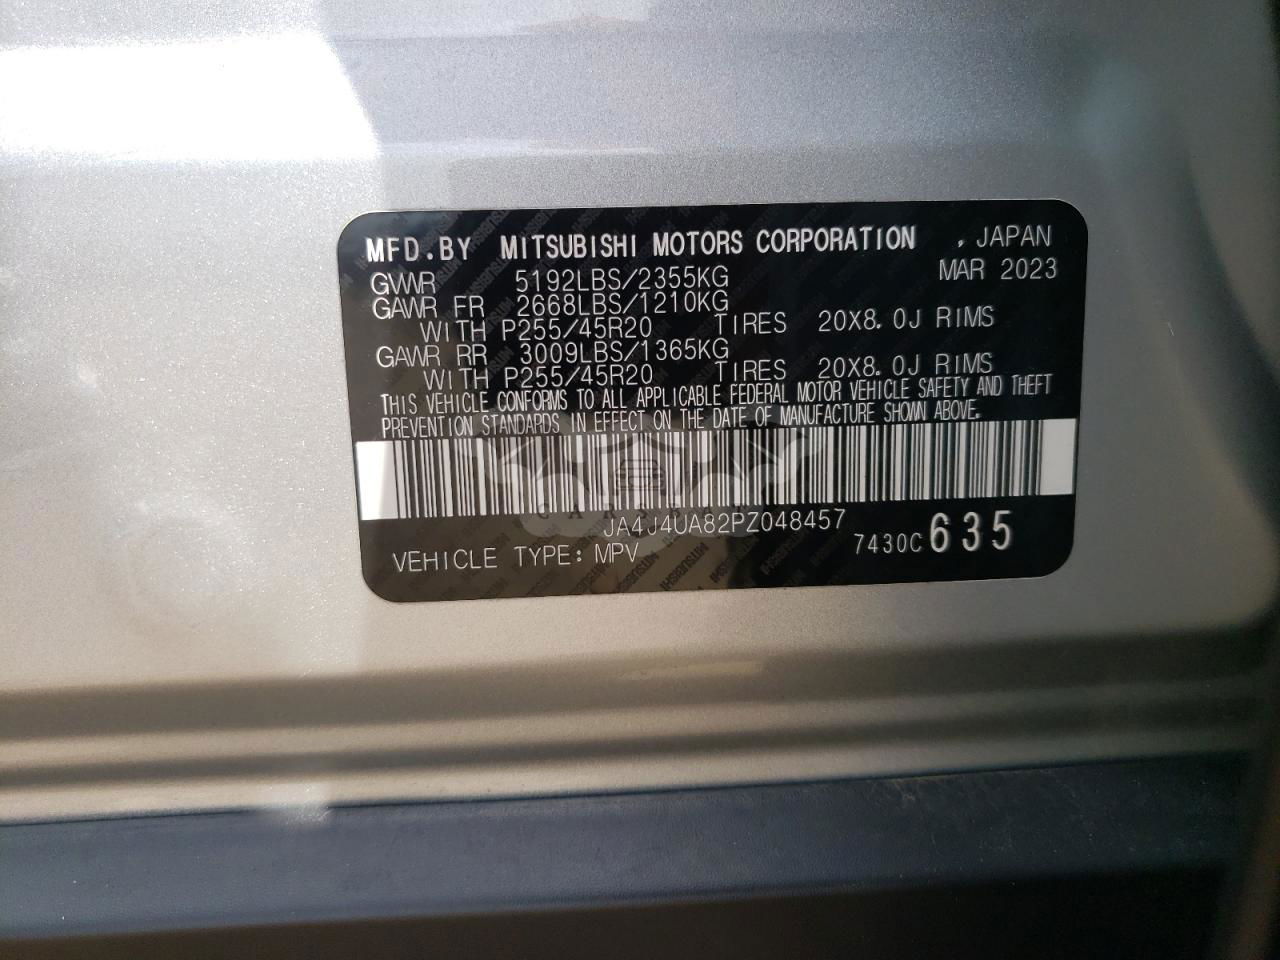 MFD.BY MITSUBISHI MOTORS CORPORATION , JAPAN
GVWR 5192LBS/2355KG MAR 2023
GAWR FR 2668LBS/1210KG
WITH P255/45R20 TIRES 20X8.0J RIMS
GAWR RR 3009LBS/1365KG
WITH P255/45R20 TIRES 20X8.0J RIMS
THIS VEHICLE CONFORMS TO ALL APPLICABLE FEDERAL MOTOR VEHICLE SAFETY AND THEFT
PREVENTION STANDARDS IN EFFECT ON THE DATE OF MANUFACTURE SHOWN ABOVE.
JA4J4UA82PZ048457
VEHICLE TYPE: MPV 7430C 635